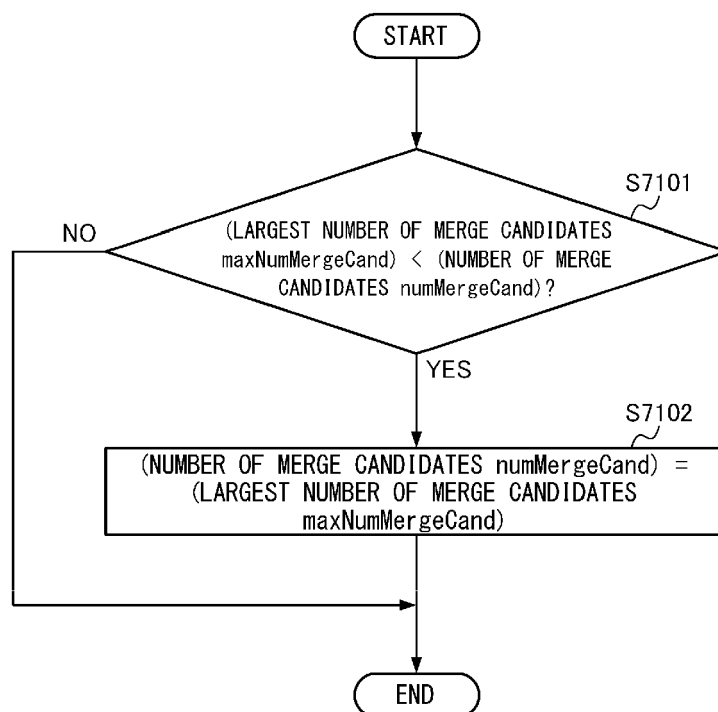 START
S7101
(LARGEST NUMBER OF MERGE CANDIDATES
maxNumMergeCand) < (NUMBER OF MERGE
CANDIDATES numMergeCand)?
NO
YES
S7102
(NUMBER OF MERGE CANDIDATES numMergeCand) =
(LARGEST NUMBER OF MERGE CANDIDATES
maxNumMergeCand)
END